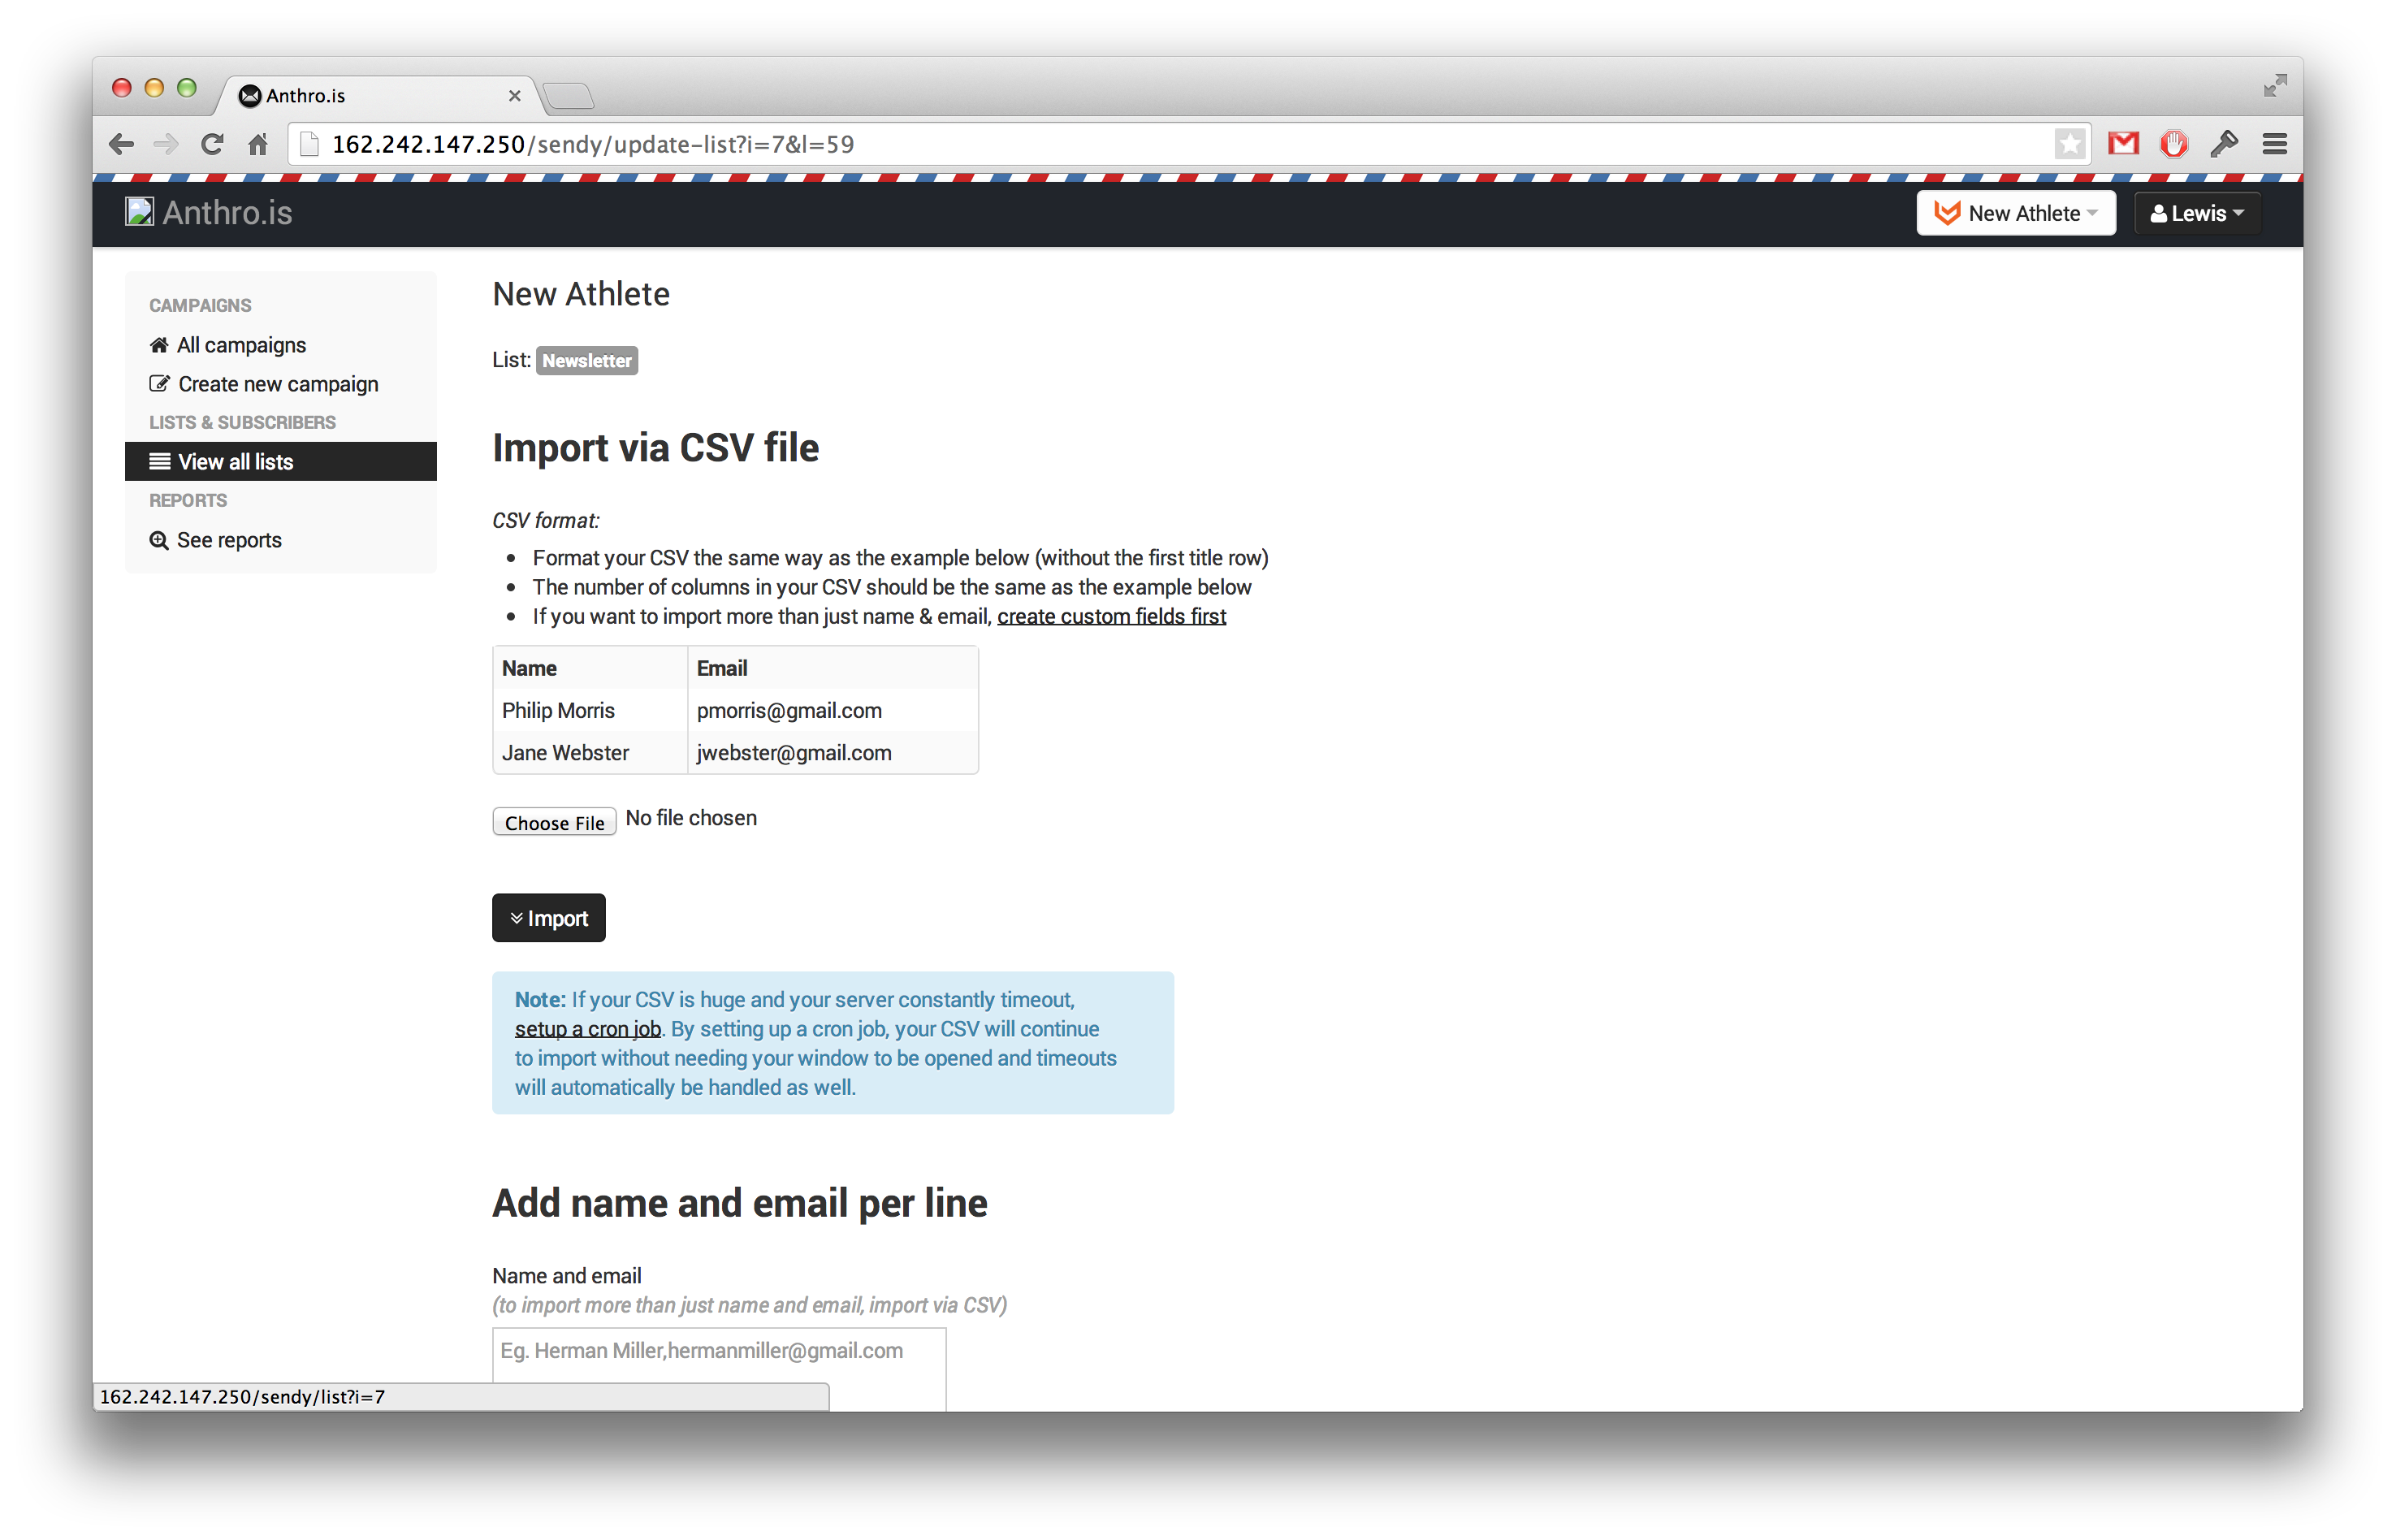 Anthro.is
162.242.147.250/sendy/update-list?i=7&l=59
Anthro.is
New Athlete
Lewis
CAMPAIGNS
All campaigns
Create new campaign
LISTS & SUBSCRIBERS
View all lists
REPORTS
See reports
New Athlete
List: Newsletter
Import via CSV file
CSV format:
Format your CSV the same way as the example below (without the first title row)
The number of columns in your CSV should be the same as the example below
If you want to import more than just name & email, create custom fields first
Name Email
Philip Morris pmorris@gmail.com
Jane Webster jwebster@gmail.com
Choose File No file chosen
Import
Note: If your CSV is huge and your server constantly timeout,
setup a cron job. By setting up a cron job, your CSV will continue
to import without needing your window to be opened and timeouts
will automatically be handled as well.
Add name and email per line
Name and email
(to import more than just name and email, import via CSV)
Eg. Herman Miller,hermanmiller@gmail.com
162.242.147.250/sendy/list?i=7